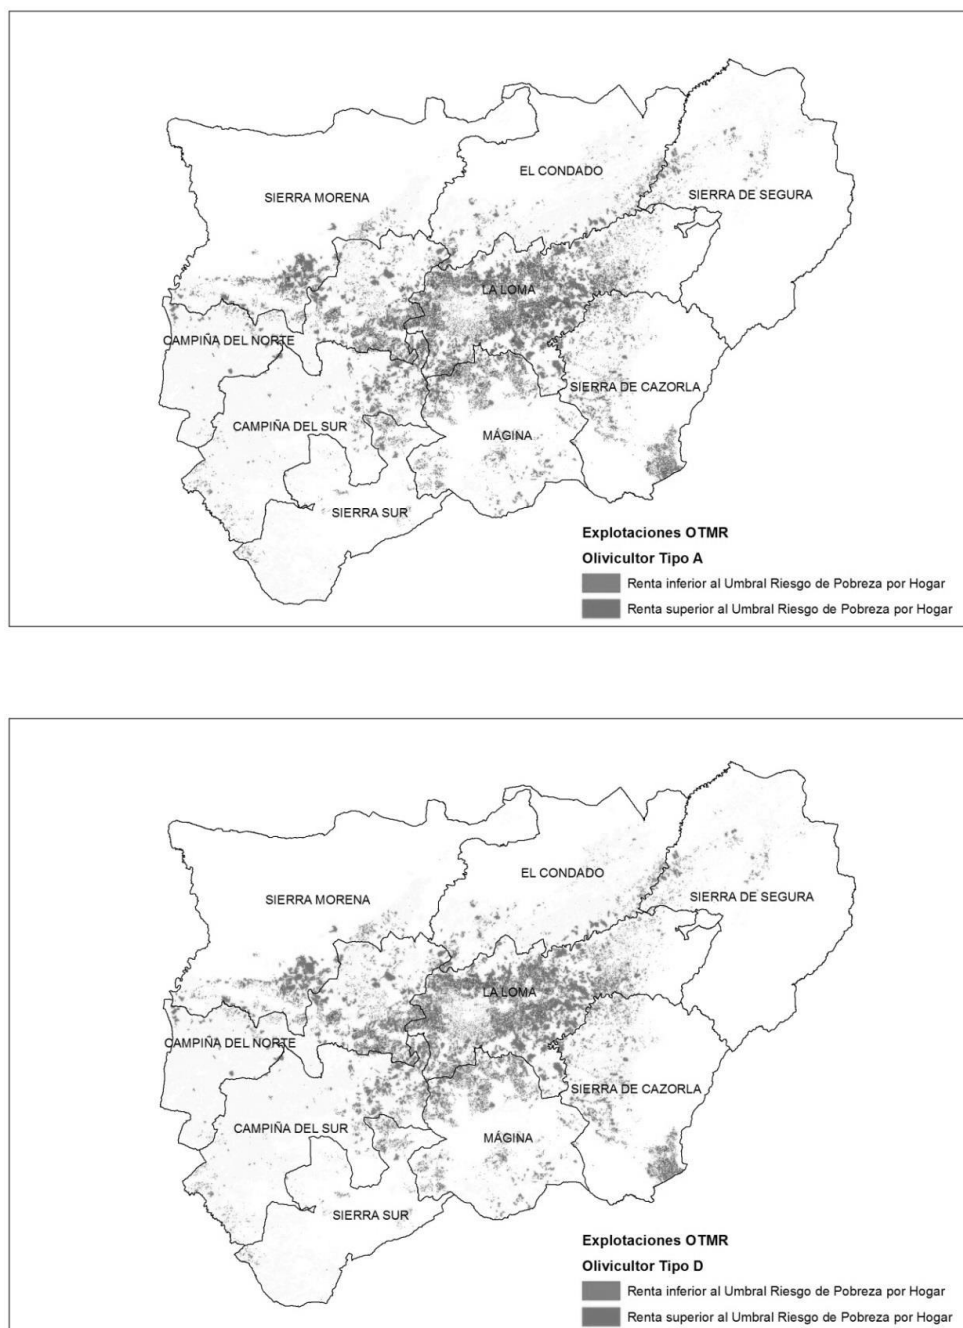 EL CONDADO
SIERRA MORENA
SIERRA DE SEGURA
LA LOMA
CAMPIÑA DEL NORTE
SIERRA DE CAZORLA
CAMPIÑA DEL SUR
MÁGINA
SIERRA SUR
Explotaciones OTMR
Olivicultor Tipo A
Renta inferior al Umbral Riesgo de Pobreza por Hogar
Renta superior al Umbral Riesgo de Pobreza por Hogar
EL CONDADO
SIERRA MORENA
SIERRA DE SEGURA
LA LOMA
CAMPIÑA DEL NORTE
SIERRA DE CAZORLA
CAMPIÑA DEL SUR
MÁGINA
SIERRA SUR
Explotaciones OTMR
Olivicultor Tipo D
Renta inferior al Umbral Riesgo de Pobreza por Hogar
Renta superior al Umbral Riesgo de Pobreza por Hogar